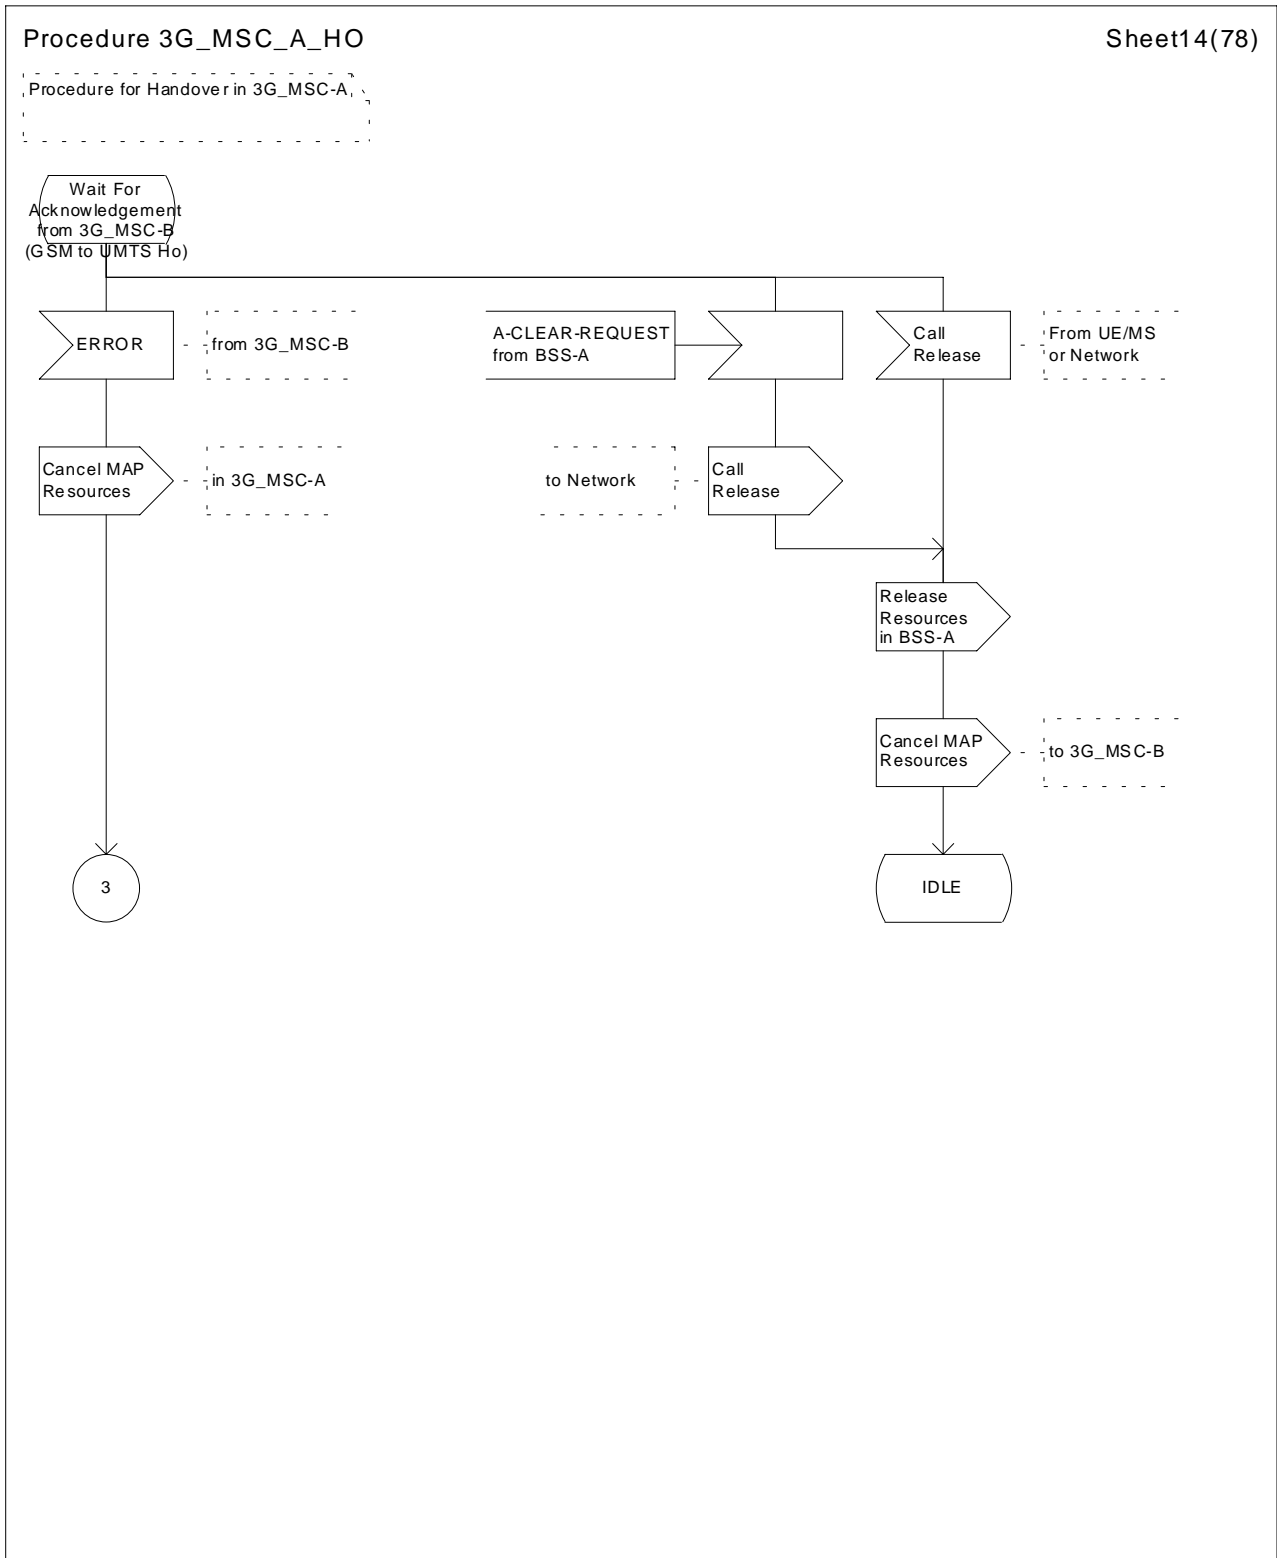 Procedure 3G_MSC_A_HO
Sheet14(78)
Procedure for Handover in 3G_MSC-A
Wait For
Acknowledgement
from 3G_MSC-B
(GSM to UMTS Ho)
ERROR
from 3G_MSC-B
A-CLEAR-REQUEST
from BSS-A
Call
Release
From UE/MS
or Network
Cancel MAP
Resources
in 3G_MSC-A
to Network
Call
Release
Release
Resources
in BSS-A
Cancel MAP
Resources
to 3G_MSC-B
3
IDLE